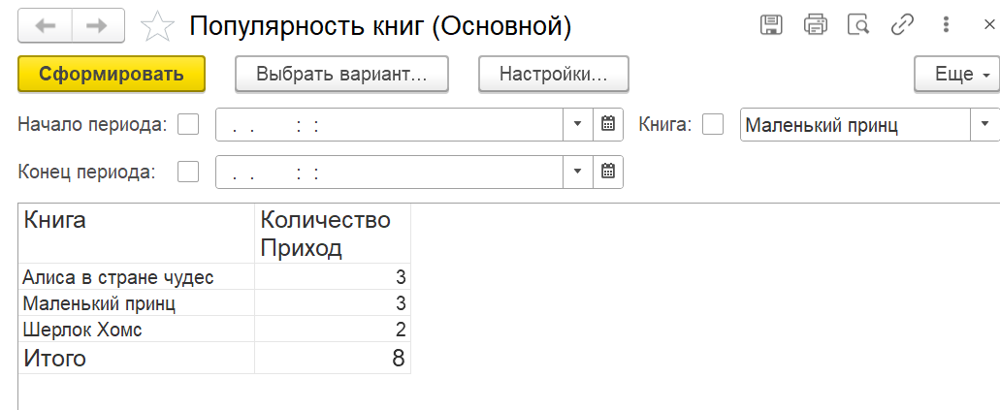 Популярность книг (Основной)
Сформировать Выбрать вариант... Настройки... Еще
Начало периода: . . : : Книга: Маленький принц
Конец периода: . . : :
Книга Количество Приход
Алиса в стране чудес 3
Маленький принц 3
Шерлок Хомс 2
Итого 8